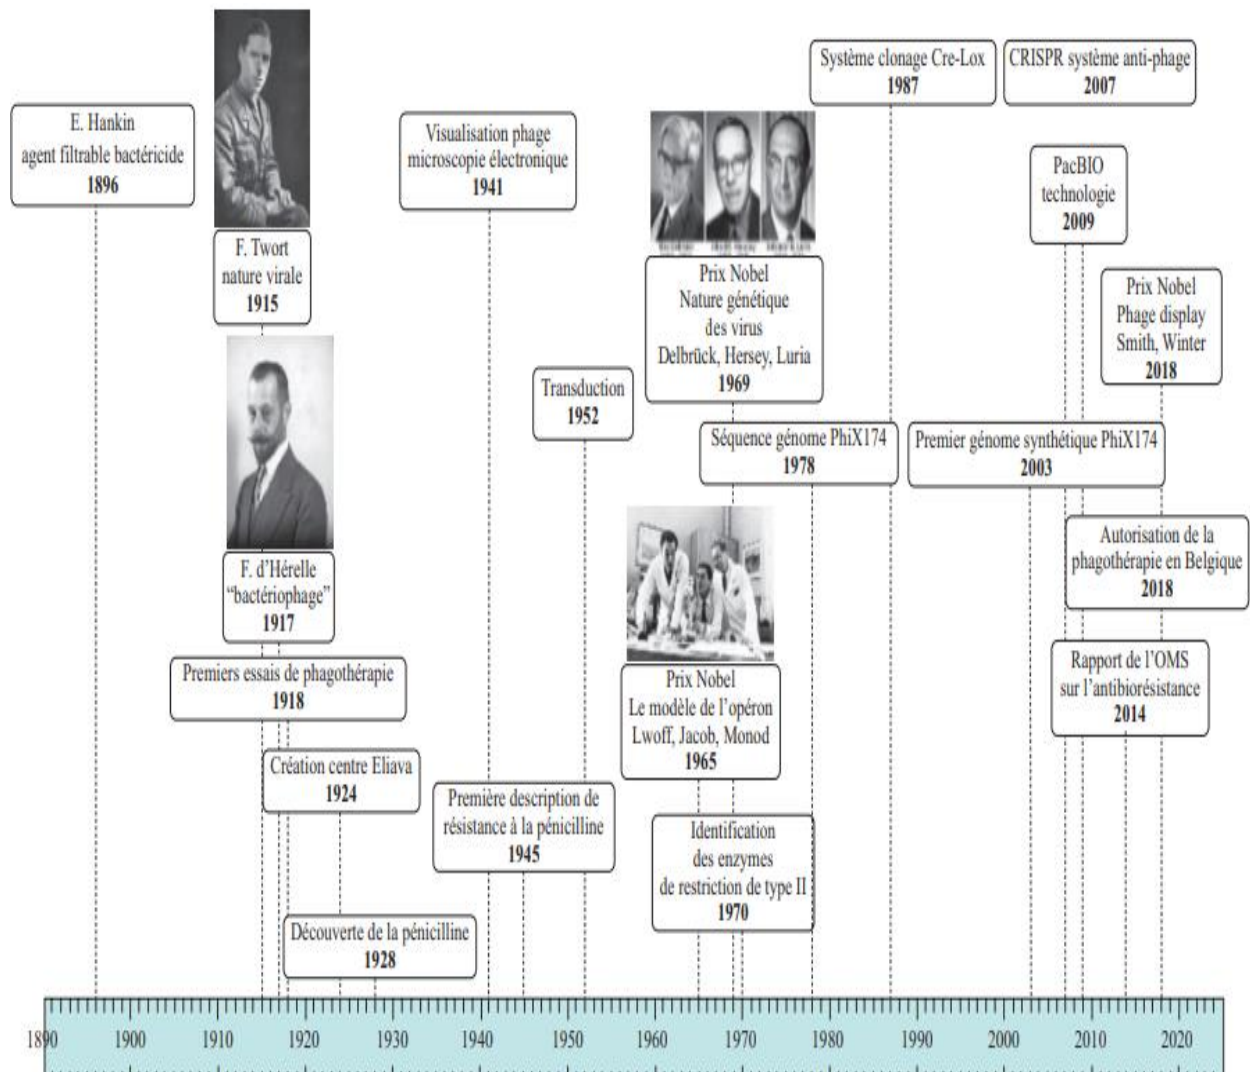 E. Hankin
agent filtrable bactéricide
1896
F. Twort
nature virale
1915
F. d'Hérelle
“bactériophage”
1917
Premiers essais de phagothérapie
1918
Création centre Eliava
1924
Découverte de la pénicilline
1928
Visualisation phage
microscopie électronique
1941
Première description de
résistance à la pénicilline
1945
Transduction
1952
Prix Nobel
Le modèle de l'opéron
Lwoff, Jacob, Monod
1965
Prix Nobel
Nature génétique
des virus
Delbrück, Hersey, Luria
1969
Identification
des enzymes
de restriction de type II
1970
Séquence génome PhiX174
1978
Système clonage Cre-Lox
1987
Premier génome synthétique PhiX174
2003
CRISPR système anti-phage
2007
PacBIO
technologie
2009
Rapport de l'OMS
sur l'antibiorésistance
2014
Prix Nobel
Phage display
Smith, Winter
2018
Autorisation de la
phagothérapie en Belgique
2018
1890 1900 1910 1920 1930 1940 1950 1960 1970 1980 1990 2000 2010 2020